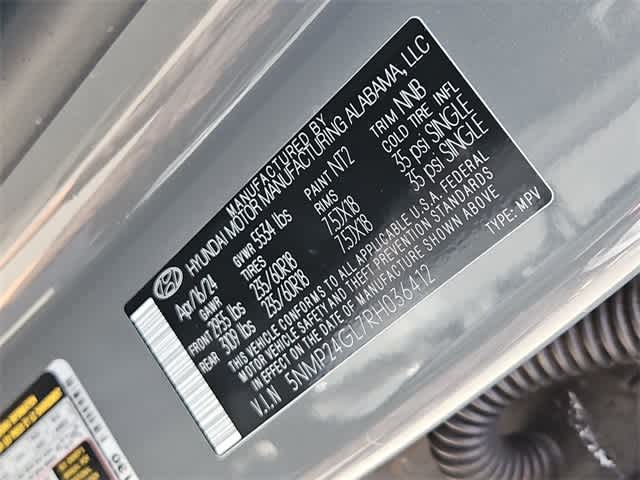 MANUFACTURED BY
HYUNDAI MOTOR MANUFACTURING ALABAMA, LLC
Apr/16/24 GVWR 5534 lbs PAINT NT2 TRIM NNB
GAWR TIRES RIMS COLD TIRE INFL
FRONT 2955 lbs 235/60R18 7.5JX18 35 psi SINGLE
REAR 3109 lbs 235/60R18 7.5JX18 35 psi SINGLE
THIS VEHICLE CONFORMS TO ALL APPLICABLE U.S.A. FEDERAL
MOTOR VEHICLE SAFETY AND THEFT PREVENTION STANDARDS
IN EFFECT ON THE DATE OF MANUFACTURE SHOWN ABOVE
V.I.N 5NMP24GL7RH036412 TYPE: MPV